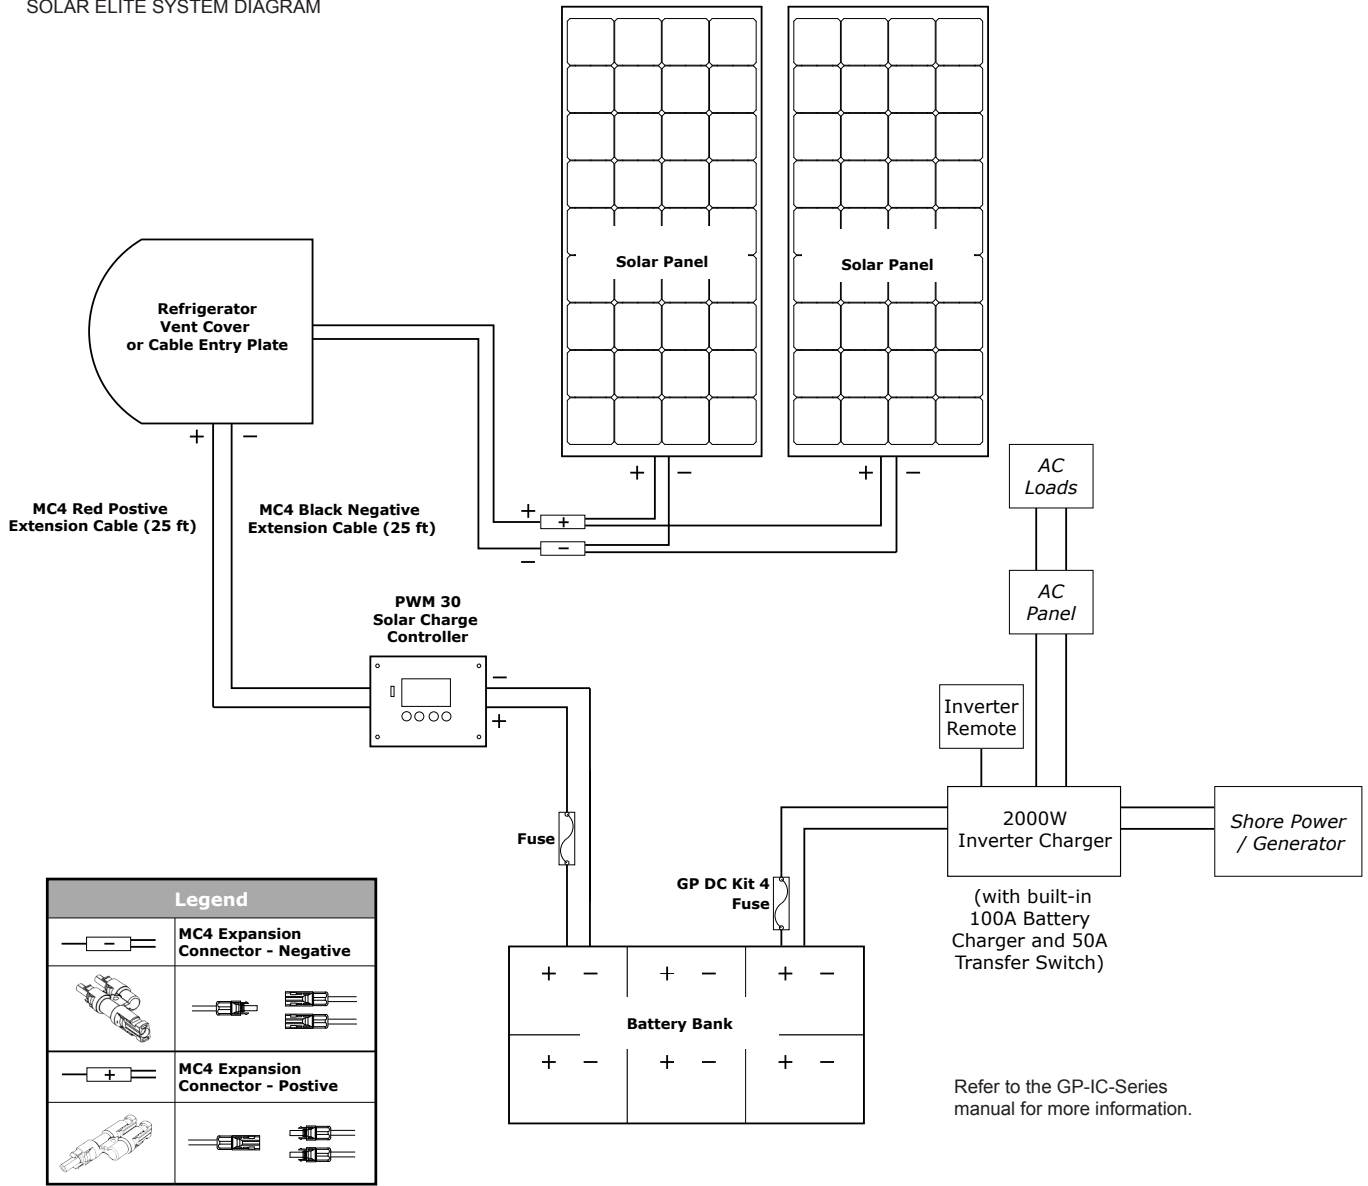 SOLAR ELITE SYSTEM DIAGRAM
Solar Panel
Solar Panel
Refrigerator
Vent Cover
or Cable Entry Plate
+ −
+ −
+ −
MC4 Red Postive
Extension Cable (25 ft)
MC4 Black Negative
Extension Cable (25 ft)
+
+
−
−
AC
Loads
AC
Panel
PWM 30
Solar Charge
Controller
−
+
Inverter
Remote
2000W
Inverter Charger
Shore Power
/ Generator
(with built-in
100A Battery
Charger and 50A
Transfer Switch)
Fuse
GP DC Kit 4
Fuse
+ − + − + −
Battery Bank
+ − + − + −
Legend
−
MC4 Expansion
Connector - Negative
+
MC4 Expansion
Connector - Postive
Refer to the GP-IC-Series
manual for more information.